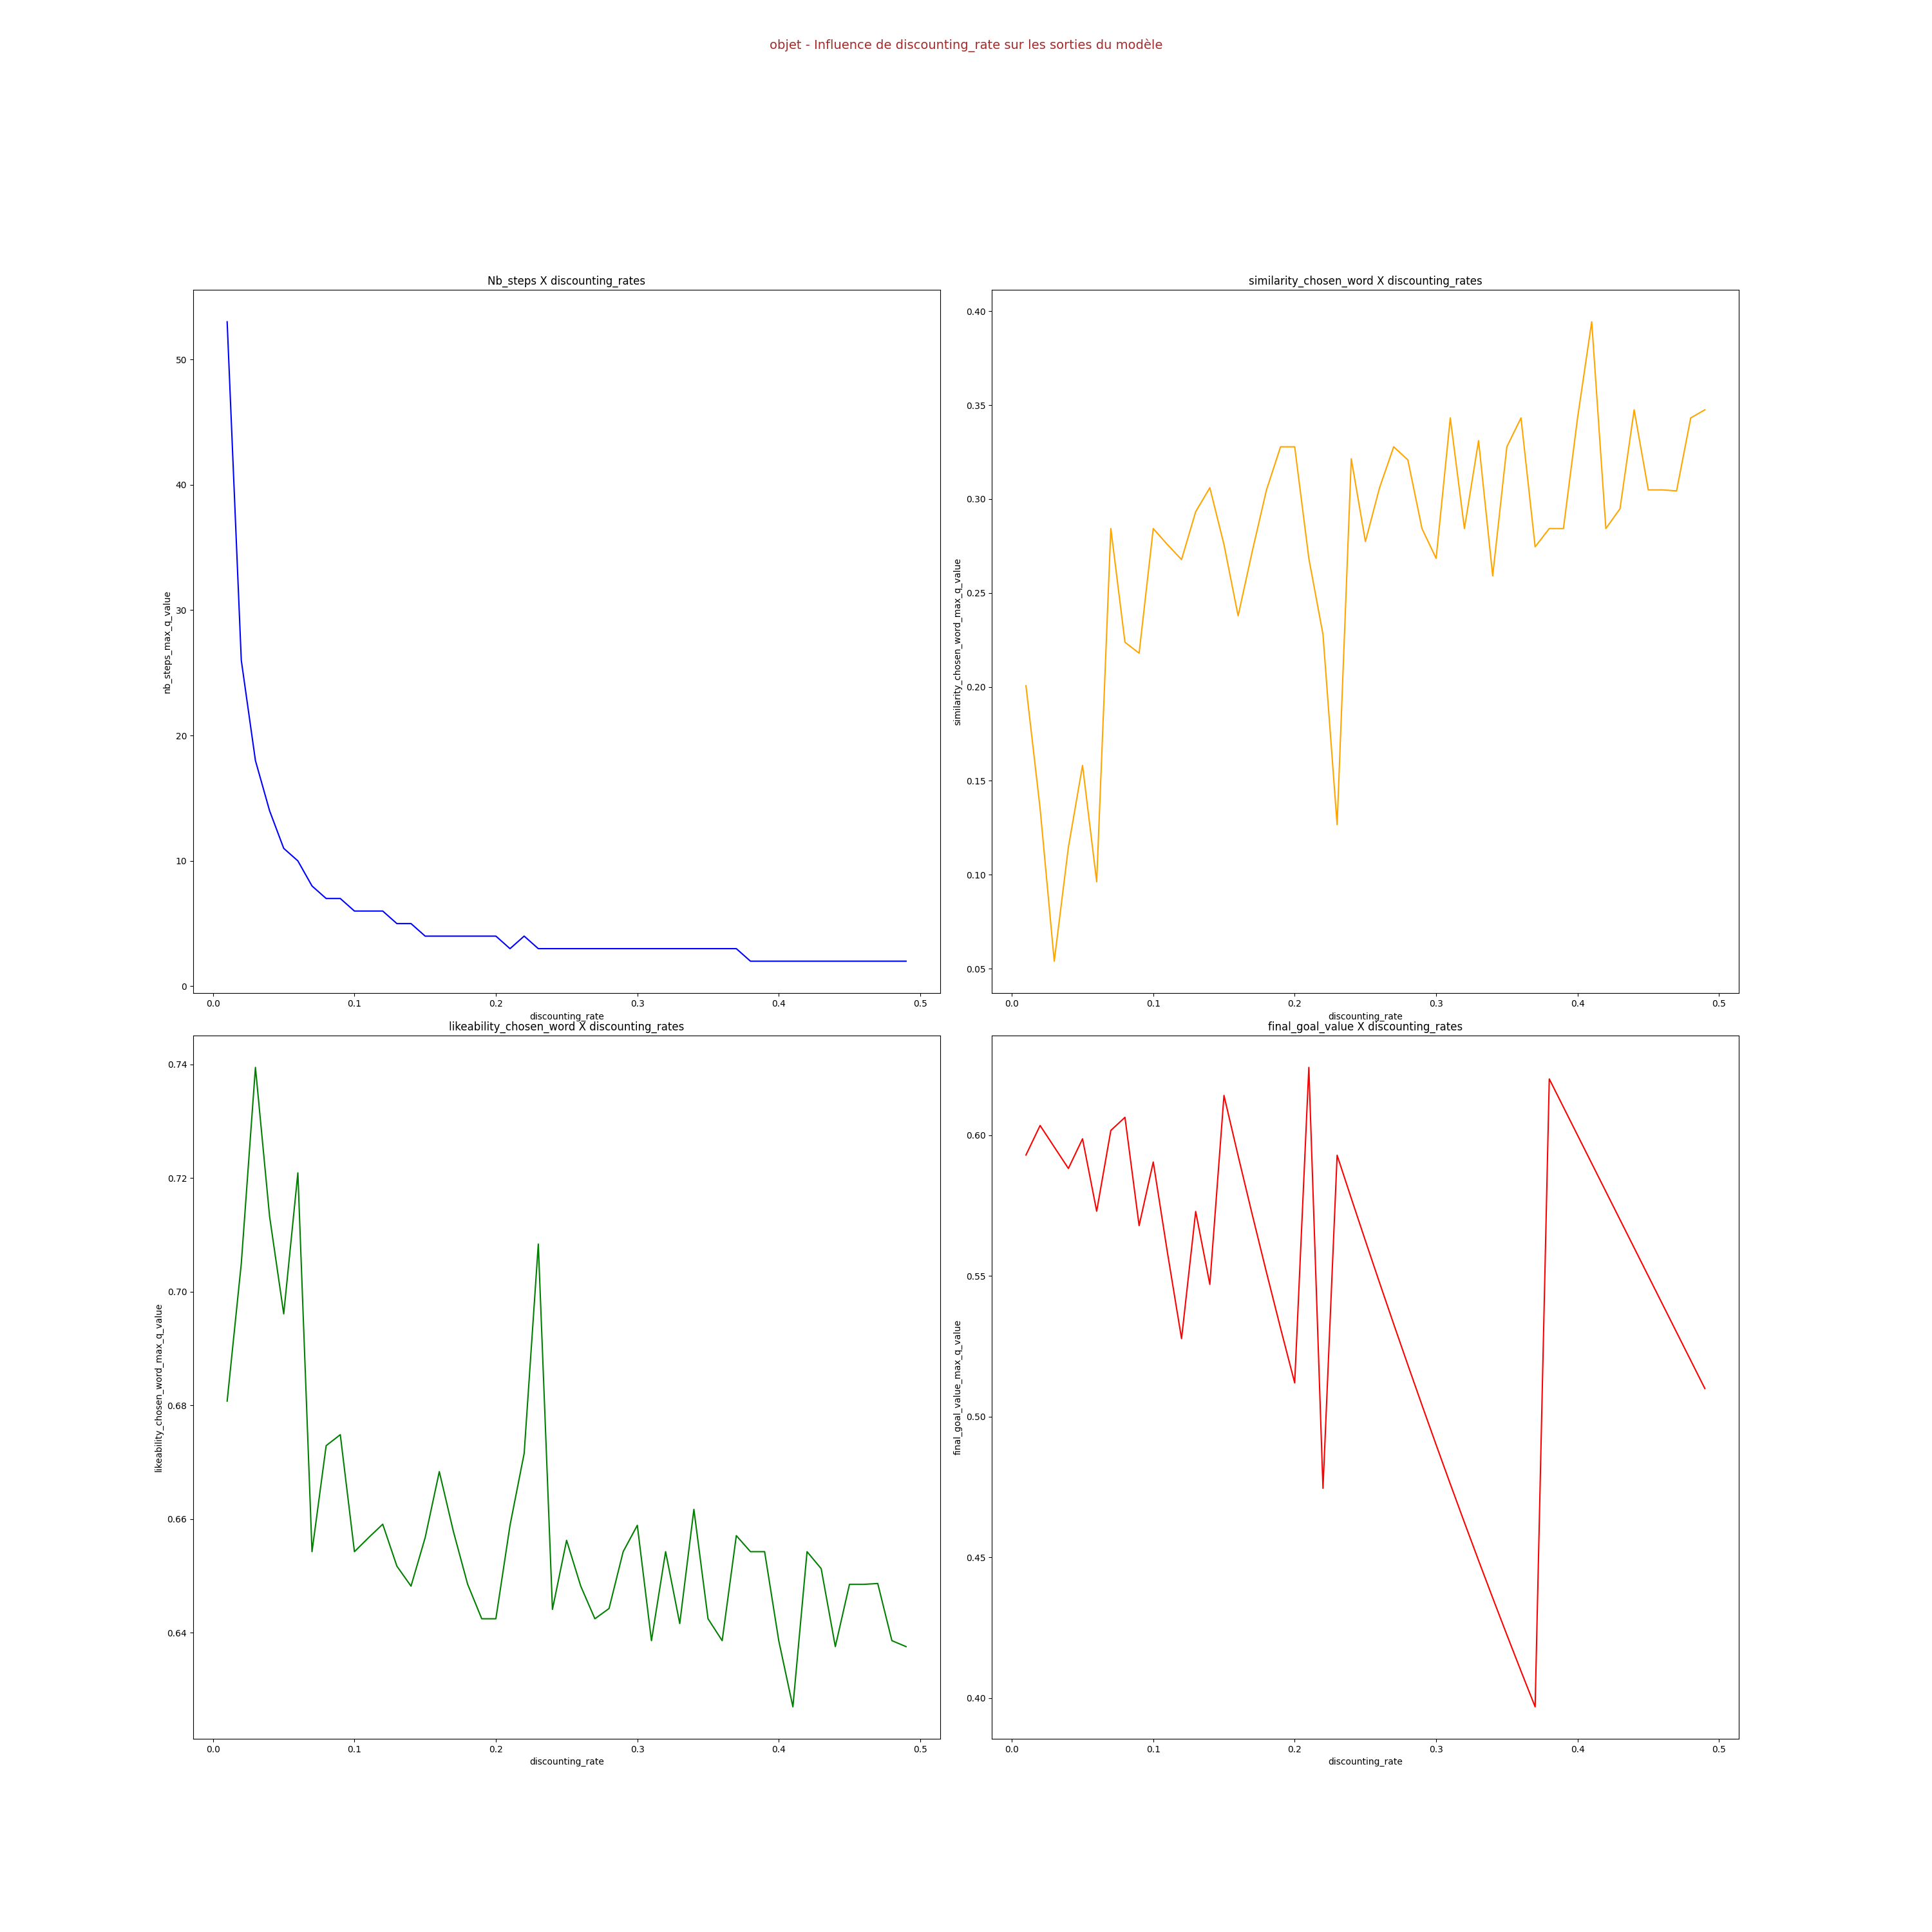 objet - Influence de discounting_rate sur les sorties du modèle
Nb_steps X discounting_rates
nb_steps_max_q_value
50
40
30
20
10
0
0.0 0.1 0.2 0.3 0.4 0.5
discounting_rate
similarity_chosen_word X discounting_rates
similarity_chosen_word_max_q_value
0.40
0.35
0.30
0.25
0.20
0.15
0.10
0.05
0.0 0.1 0.2 0.3 0.4 0.5
discounting_rate
likeability_chosen_word X discounting_rates
likeability_chosen_word_max_q_value
0.74
0.72
0.70
0.68
0.66
0.64
0.0 0.1 0.2 0.3 0.4 0.5
discounting_rate
final_goal_value X discounting_rates
final_goal_value_max_q_value
0.60
0.55
0.50
0.45
0.40
0.0 0.1 0.2 0.3 0.4 0.5
discounting_rate